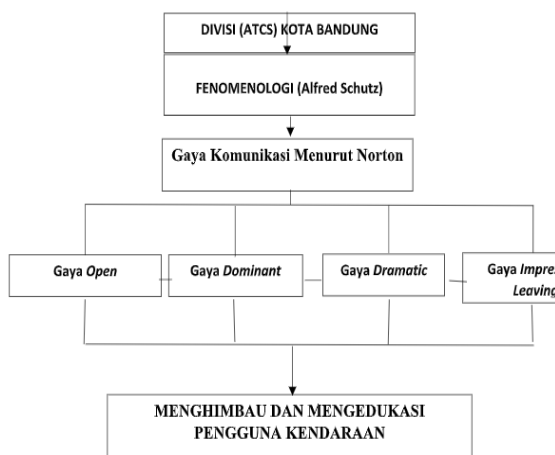 DIVISI (ATCS) KOTA BANDUNG
FENOMENOLOGI (Alfred Schutz)
Gaya Komunikasi Menurut Norton
Gaya Open
Gaya Dominant
Gaya Dramatic
Gaya
Leaving
MENGHIMBAU DAN MENGEDUKASI
PENGGUNA KENDARAAN